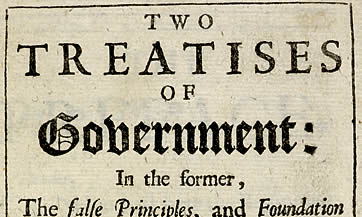 TWO
TREATISES
OF
Government:
In the former,
The false Principles, and Foundation